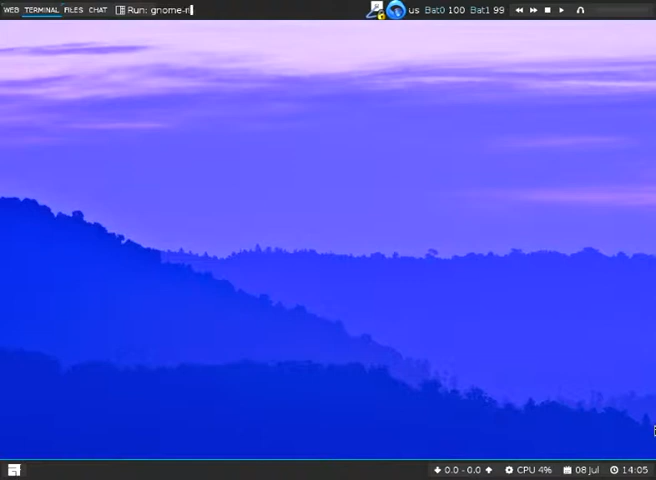 WEB TERMINAL FILES CHAT Run: gnome-r us Bat0 100 Bat1 99
0.0 - 0.0 CPU 4% 08 Jul 14:05